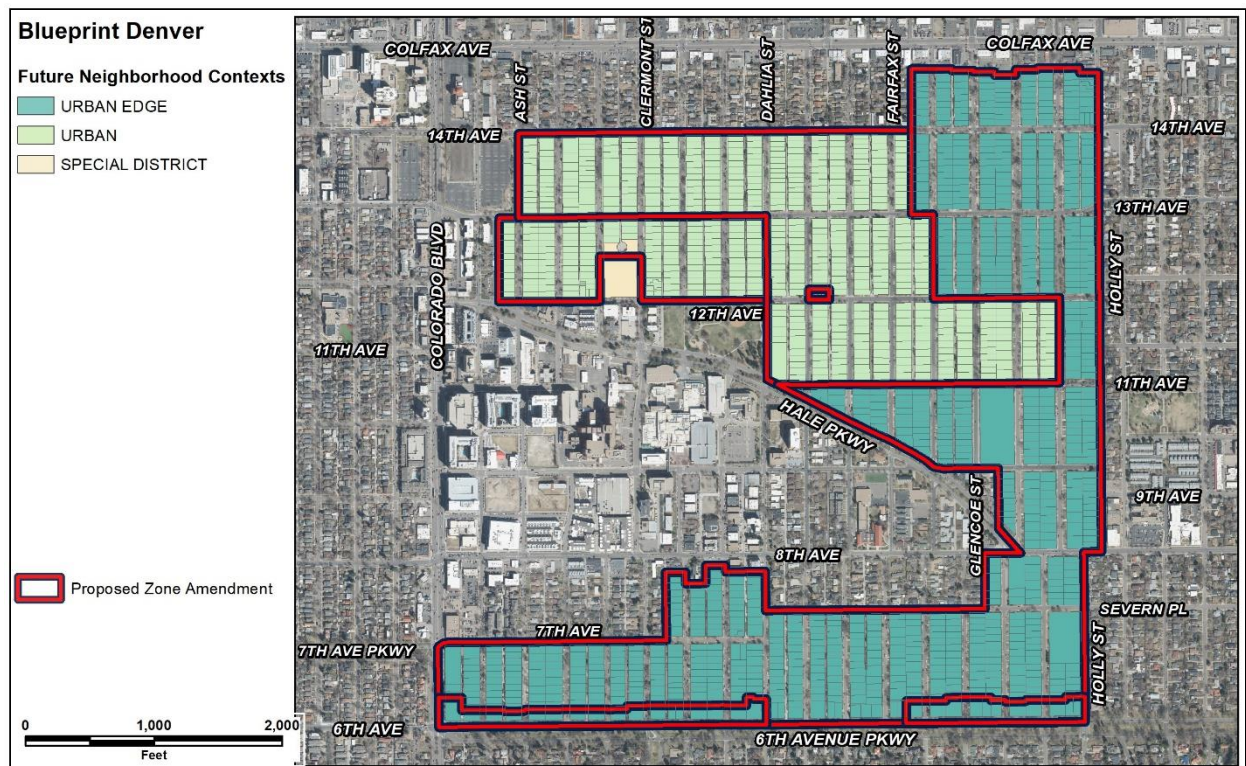 Blueprint Denver
Future Neighborhood Contexts
URBAN EDGE
URBAN
SPECIAL DISTRICT
Proposed Zone Amendment
0 1,000 2,000
Feet
COLFAX AVE
COLFAX AVE
ASH ST
CLERMONT ST
DAHLIA ST
FAIRFAX ST
14TH AVE
14TH AVE
13TH AVE
COLORADO BLVD
HOLLY ST
12TH AVE
11TH AVE
11TH AVE
HALE PKWY
GLENCOE ST
9TH AVE
8TH AVE
SEVERN PL
7TH AVE
7TH AVE PKWY
HOLLY ST
6TH AVE
6TH AVENUE PKWY